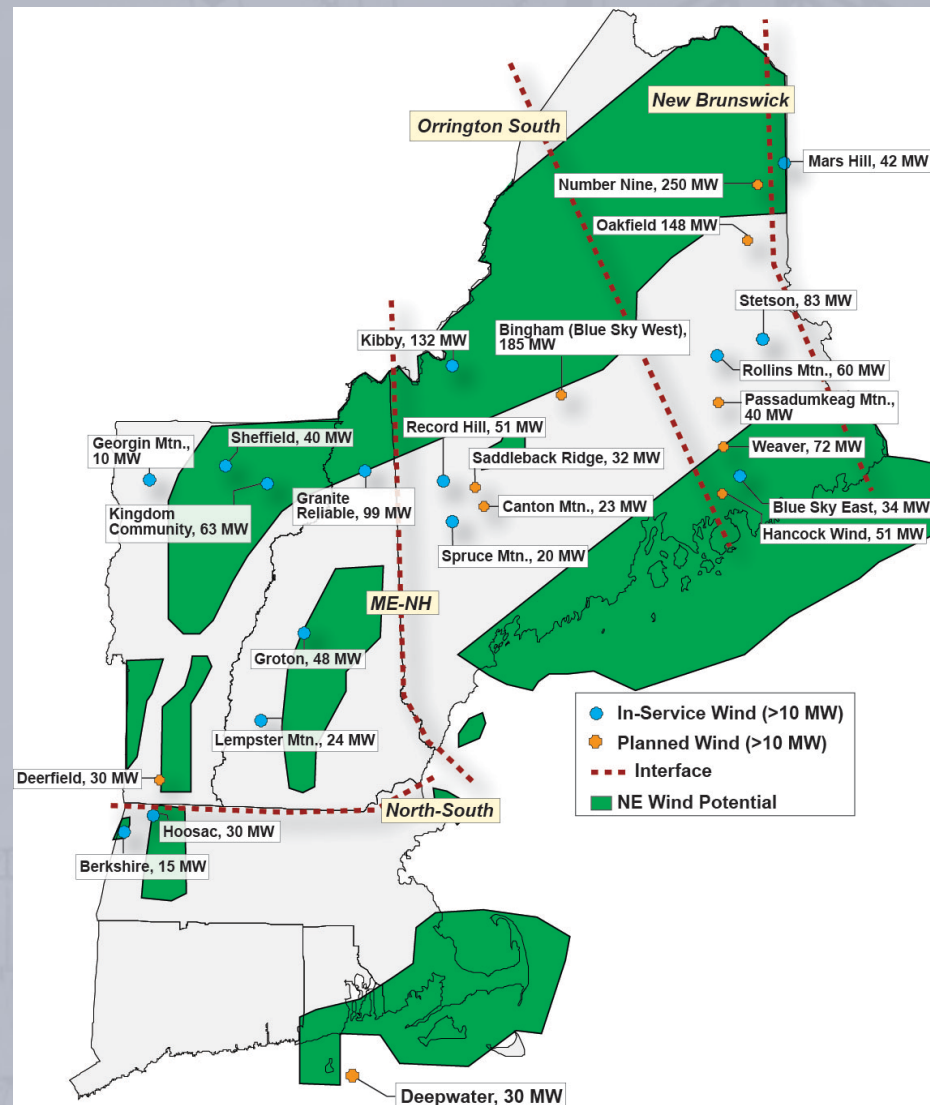 New Brunswick
Orrington South
Mars Hill, 42 MW
Number Nine, 250 MW
Oakfield 148 MW
Stetson, 83 MW
Bingham (Blue Sky West),
185 MW
Kibby, 132 MW
Rollins Mtn., 60 MW
Passadumkeag Mtn.,
40 MW
Record Hill, 51 MW
Sheffield, 40 MW
Georgin Mtn.,
10 MW
Weaver, 72 MW
Saddleback Ridge, 32 MW
Granite
Reliable, 99 MW
Canton Mtn., 23 MW
Kingdom
Community, 63 MW
Blue Sky East, 34 MW
Hancock Wind, 51 MW
Spruce Mtn., 20 MW
ME-NH
Groton, 48 MW
Lempster Mtn., 24 MW
In-Service Wind (>10 MW)
Planned Wind (>10 MW)
Interface
NE Wind Potential
Deerfield, 30 MW
North-South
Hoosac, 30 MW
Berkshire, 15 MW
Deepwater, 30 MW